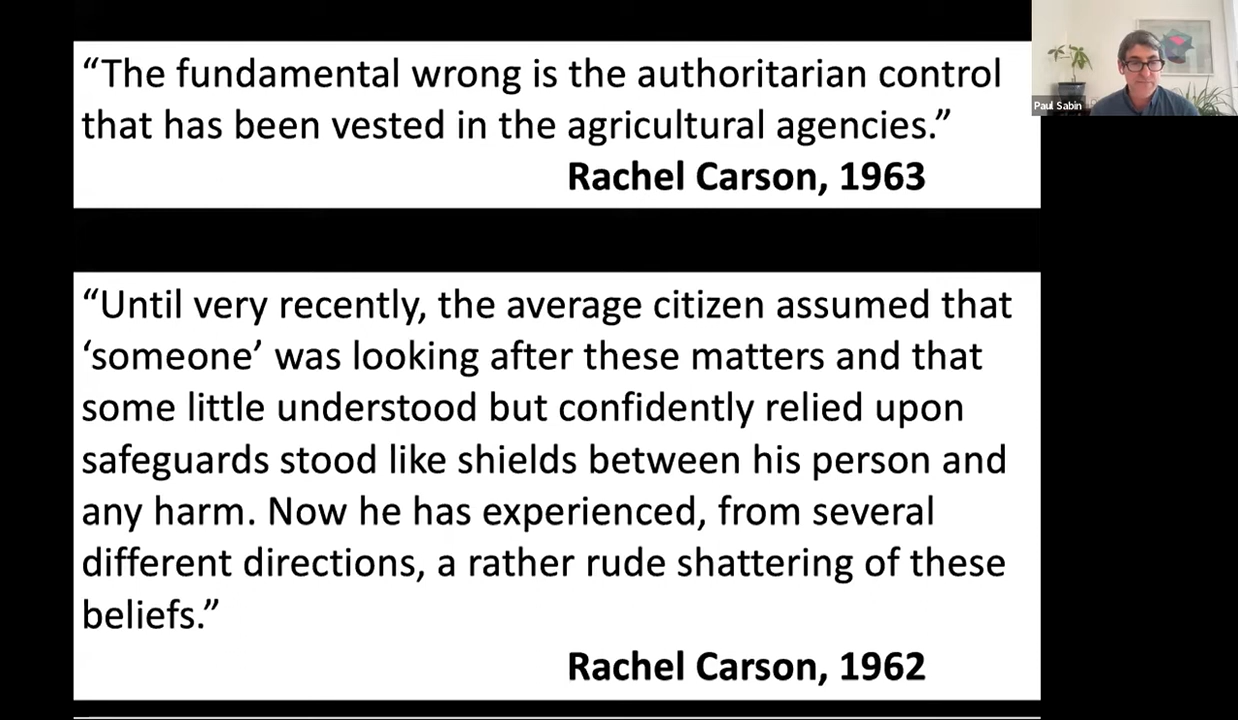 “The fundamental wrong is the authoritarian control
that has been vested in the agricultural agencies.”
Rachel Carson, 1963
Paul Sabin
“Until very recently, the average citizen assumed that
‘someone’ was looking after these matters and that
some little understood but confidently relied upon
safeguards stood like shields between his person and
any harm. Now he has experienced, from several
different directions, a rather rude shattering of these
beliefs.”
Rachel Carson, 1962